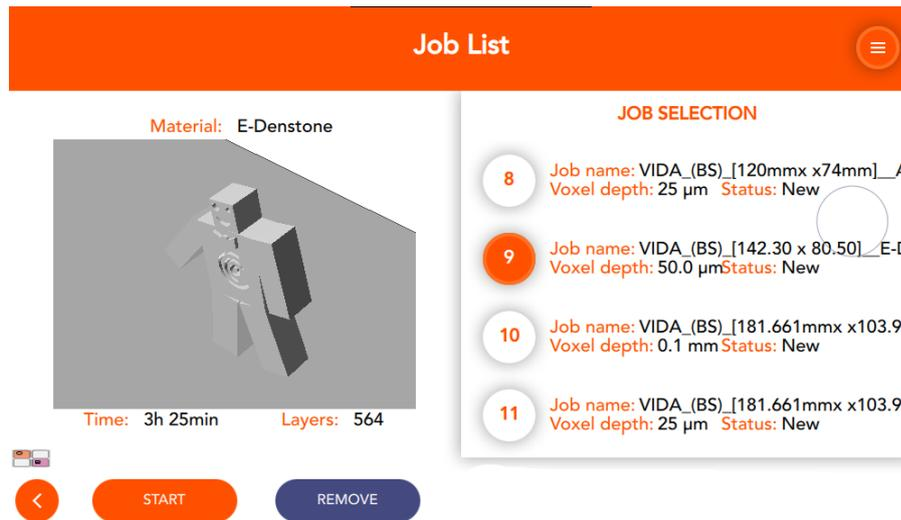 Job List
Material: E-Denstone
Time: 3h 25min Layers: 564
START REMOVE
JOB SELECTION
8
Job name: VIDA_(BS)_[120mmx x74mm]__A
Voxel depth: 25 µm Status: New
9
Job name: VIDA_(BS)_[142.30 x 80.50]__E-D
Voxel depth: 50.0 µm Status: New
10
Job name: VIDA_(BS)_[181.661mmx x103.9
Voxel depth: 0.1 mm Status: New
11
Job name: VIDA_(BS)_[181.661mmx x103.9
Voxel depth: 25 µm Status: New